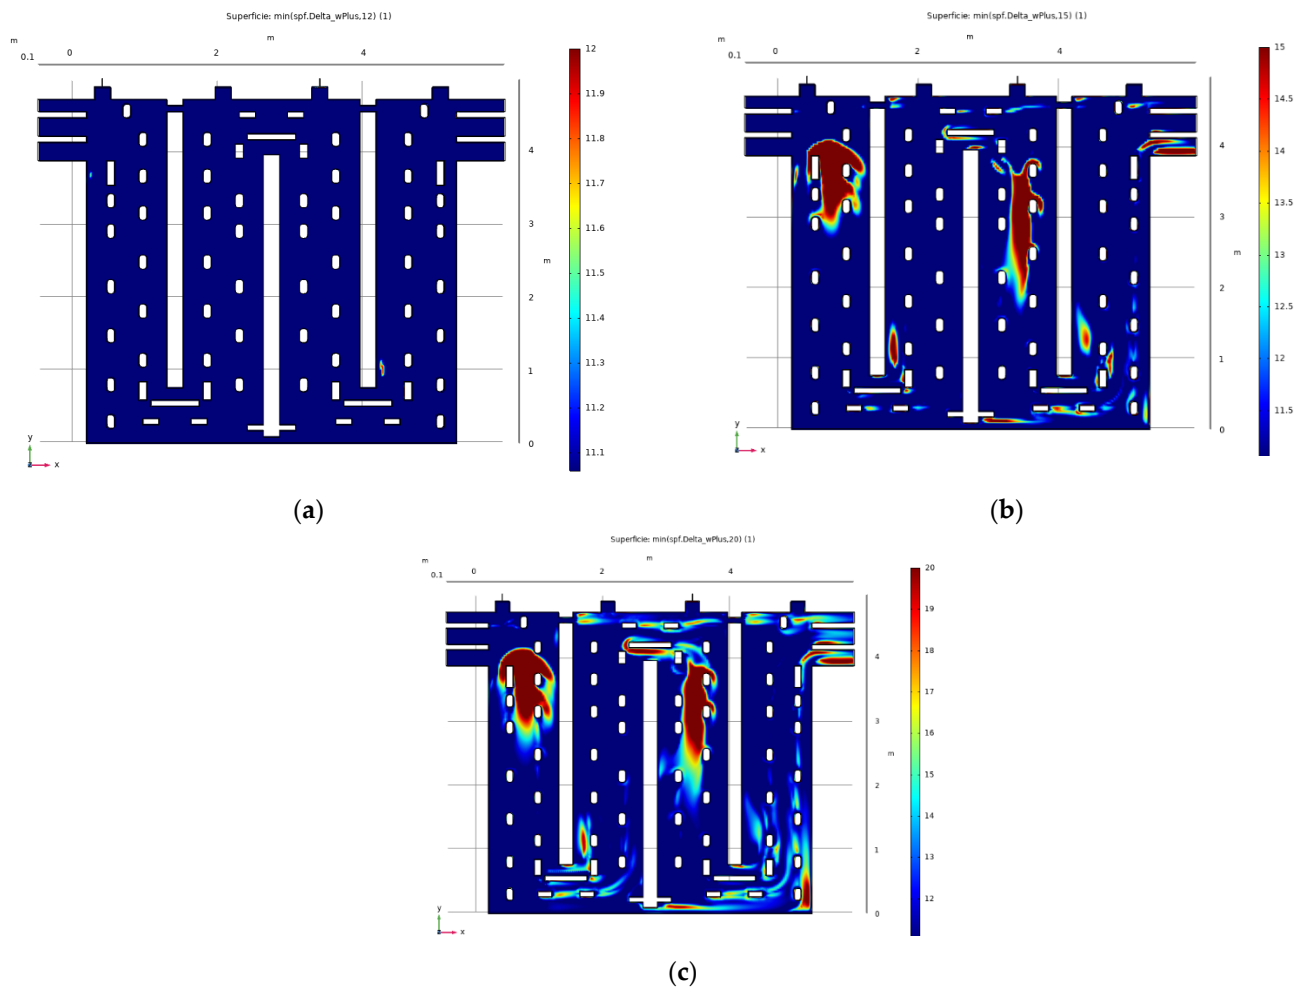 Superficie: min(spf.Delta_wPlus,12) (1)
m
m
0.1
0
2
4
12
11.9
11.8
11.7
11.6
11.5
11.4
11.3
11.2
11.1
4
3
m
2
1
0
y
z
x
(a)
Superficie: min(spf.Delta_wPlus,15) (1)
m
m
0.1
0
2
4
15
14.5
14
13.5
13
12.5
12
11.5
4
3
m
2
1
0
y
z
x
(b)
Superficie: min(spf.Delta_wPlus,20) (1)
m
m
0.1
0
2
4
20
19
18
17
16
15
14
13
12
4
3
m
2
1
0
y
z
x
(c)